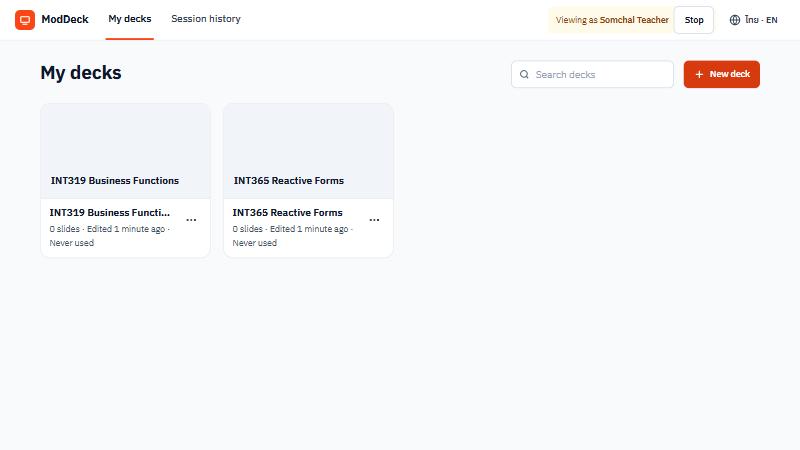 ModDeck
My decks
Session history
Viewing as Somchai Teacher
Stop
ไทย · EN
My decks
Search decks
New deck
INT319 Business Functions
INT365 Reactive Forms
INT319 Business Functi...
0 slides · Edited 1 minute ago ·
Never used
INT365 Reactive Forms
0 slides · Edited 1 minute ago ·
Never used